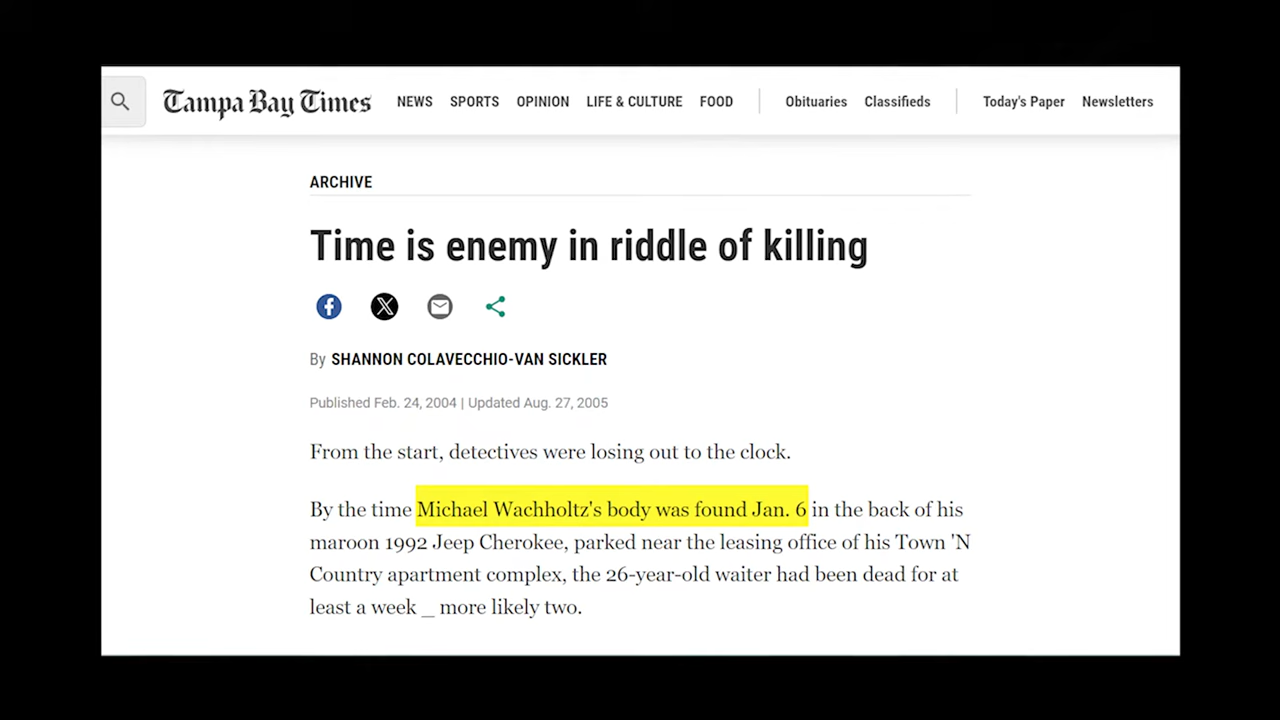 Tampa Bay Times NEWS SPORTS OPINION LIFE & CULTURE FOOD Obituaries Classifieds Today's Paper Newsletters
ARCHIVE
Time is enemy in riddle of killing
By SHANNON COLAVECCHIO-VAN SICKLER
Published Feb. 24, 2004 | Updated Aug. 27, 2005
From the start, detectives were losing out to the clock.
By the time Michael Wachholtz's body was found Jan. 6 in the back of his
maroon 1992 Jeep Cherokee, parked near the leasing office of his Town 'N
Country apartment complex, the 26-year-old waiter had been dead for at
least a week _ more likely two.